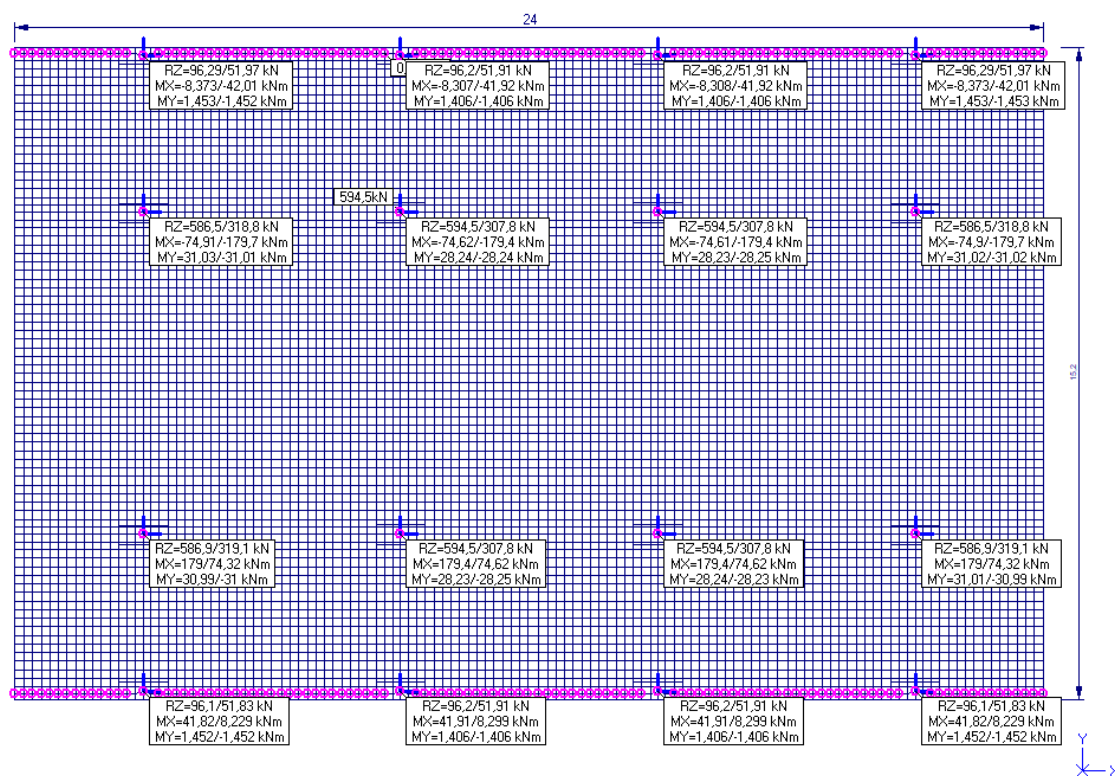 24
RZ=96,29/51,97 kN
MX=-8,373/-42,01 kNm
MY=1,453/-1,452 kNm
0
RZ=96,2/51,91 kN
MX=-8,307/-41,92 kNm
MY=1,406/-1,406 kNm
RZ=96,2/51,91 kN
MX=-8,308/-41,92 kNm
MY=1,406/-1,406 kNm
RZ=96,29/51,97 kN
MX=-8,373/-42,01 kNm
MY=1,453/-1,453 kNm
594,5kN
RZ=586,5/318,8 kN
MX=-74,91/-179,7 kNm
MY=31,03/-31,01 kNm
RZ=594,5/307,8 kN
MX=-74,62/-179,4 kNm
MY=28,24/-28,24 kNm
RZ=594,5/307,8 kN
MX=-74,61/-179,4 kNm
MY=28,23/-28,25 kNm
RZ=586,5/318,8 kN
MX=-74,9/-179,7 kNm
MY=31,02/-31,02 kNm
15,2
RZ=586,9/319,1 kN
MX=179/74,32 kNm
MY=30,99/-31 kNm
RZ=594,5/307,8 kN
MX=179,4/74,62 kNm
MY=28,23/-28,25 kNm
RZ=594,5/307,8 kN
MX=179,4/74,62 kNm
MY=28,24/-28,23 kNm
RZ=586,9/319,1 kN
MX=179/74,32 kNm
MY=31,01/-30,99 kNm
RZ=96,1/51,83 kN
MX=41,82/8,229 kNm
MY=1,452/-1,452 kNm
RZ=96,2/51,91 kN
MX=41,91/8,299 kNm
MY=1,406/-1,406 kNm
RZ=96,2/51,91 kN
MX=41,91/8,299 kNm
MY=1,406/-1,406 kNm
RZ=96,1/51,83 kN
MX=41,82/8,229 kNm
MY=1,452/-1,452 kNm
Y
X